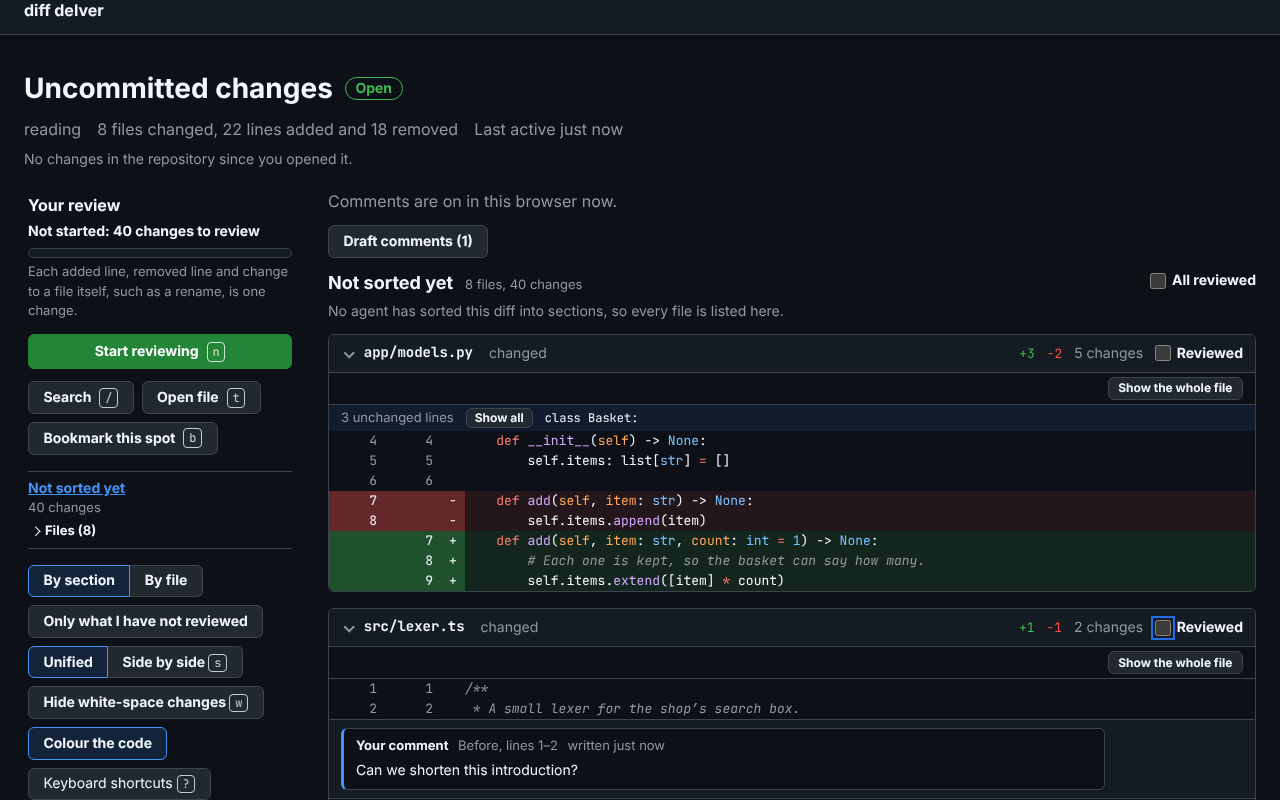 diff delver
Uncommitted changes Open
reading 8 files changed, 22 lines added and 18 removed Last active just now
No changes in the repository since you opened it.
Your review
Not started: 40 changes to review
Each added line, removed line and change
to a file itself, such as a rename, is one
change.
Start reviewing n
Search / Open file t
Bookmark this spot b
Not sorted yet
40 changes
Files (8)
By section By file
Only what I have not reviewed
Unified Side by side s
Hide white-space changes w
Colour the code
Keyboard shortcuts ?
Comments are on in this browser now.
Draft comments (1)
Not sorted yet 8 files, 40 changes All reviewed
No agent has sorted this diff into sections, so every file is listed here.
app/models.py changed +3 -2 5 changes Reviewed
Show the whole file
3 unchanged lines Show all class Basket:
4 4 def __init__(self) -> None:
5 5 self.items: list[str] = []
6 6
7 - def add(self, item: str) -> None:
8 - self.items.append(item)
7 + def add(self, item: str, count: int = 1) -> None:
8 + # Each one is kept, so the basket can say how many.
9 + self.items.extend([item] * count)
src/lexer.ts changed +1 -1 2 changes Reviewed
Show the whole file
1 1 /**
2 2 * A small lexer for the shop’s search box.
Your comment Before, lines 1–2 written just now
Can we shorten this introduction?